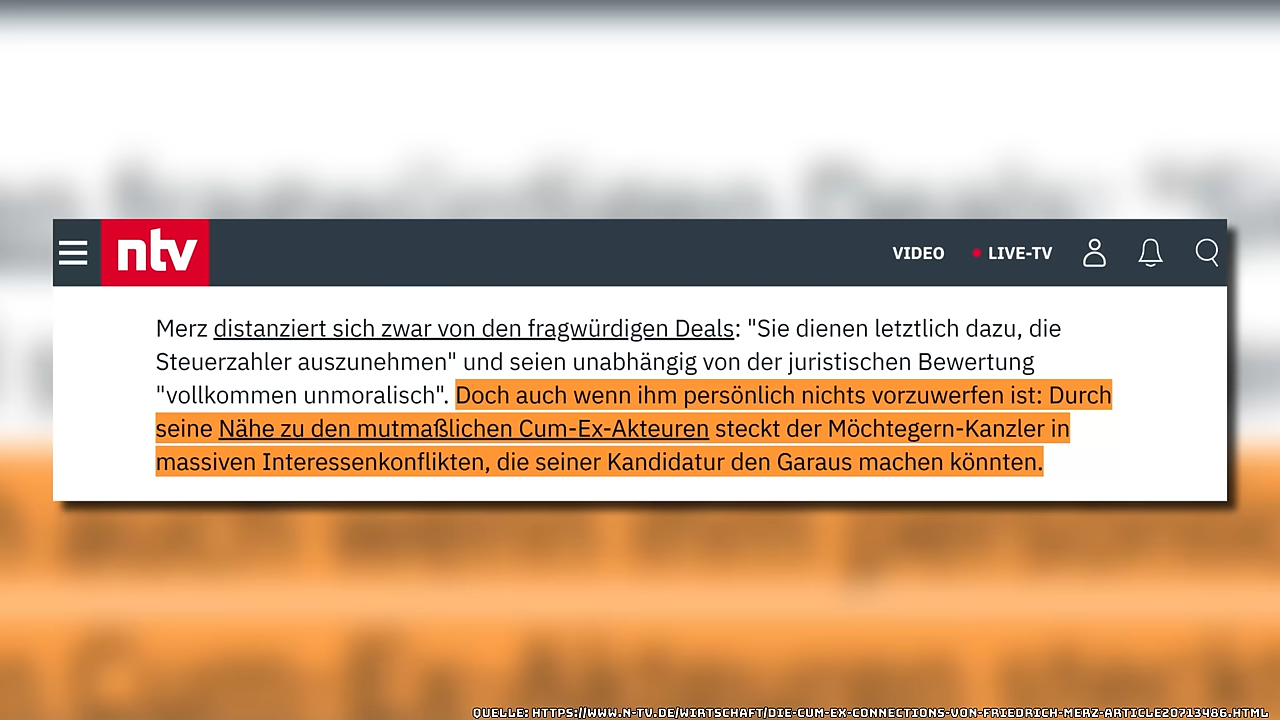 ntv
VIDEO
LIVE-TV
Merz distanziert sich zwar von den fragwürdigen Deals: "Sie dienen letztlich dazu, die
Steuerzahler auszunehmen" und seien unabhängig von der juristischen Bewertung
"vollkommen unmoralisch". Doch auch wenn ihm persönlich nichts vorzuwerfen ist: Durch
seine Nähe zu den mutmaßlichen Cum-Ex-Akteuren steckt der Möchtegern-Kanzler in
massiven Interessenkonflikten, die seiner Kandidatur den Garaus machen könnten.
QUELLE: HTTPS://WWW.N-TV.DE/WIRTSCHAFT/DIE-CUM-EX-CONNECTIONS-VON-FRIEDRICH-MERZ-ARTICLE20713486.HTML